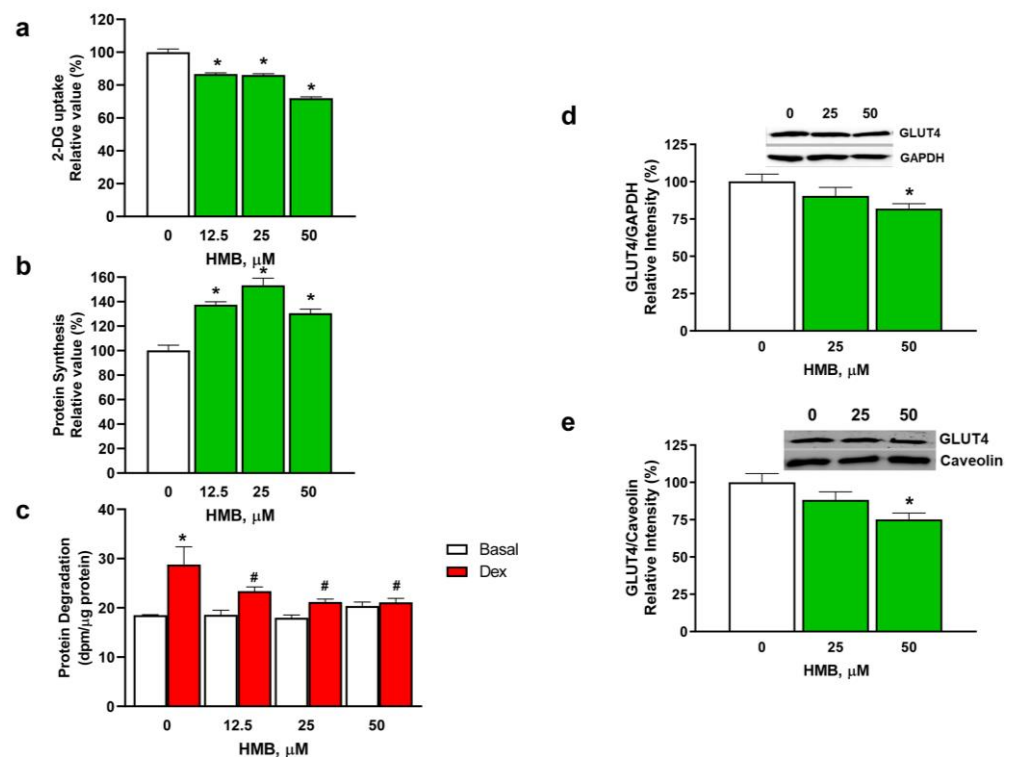 a
2-DG uptake
Relative value (%)
120
100
80
60
40
20
0
* * *
0 12.5 25 50
HMB, μM
b
Protein Synthesis
Relative value (%)
160
140
120
100
80
60
40
20
0
* * *
0 12.5 25 50
HMB, μM
c
Protein Degradation
(dpm/μg protein)
40
30
20
10
0
* # # #
0 12.5 25 50
HMB, μM
Basal
Dex
d
0 25 50
GLUT4
GAPDH
GLUT4/GAPDH
Relative Intensity (%)
125
100
75
50
25
0
*
0 25 50
HMB, μM
e
0 25 50
GLUT4
Caveolin
GLUT4/Caveolin
Relative Intensity (%)
125
100
75
50
25
0
*
0 25 50
HMB, μM